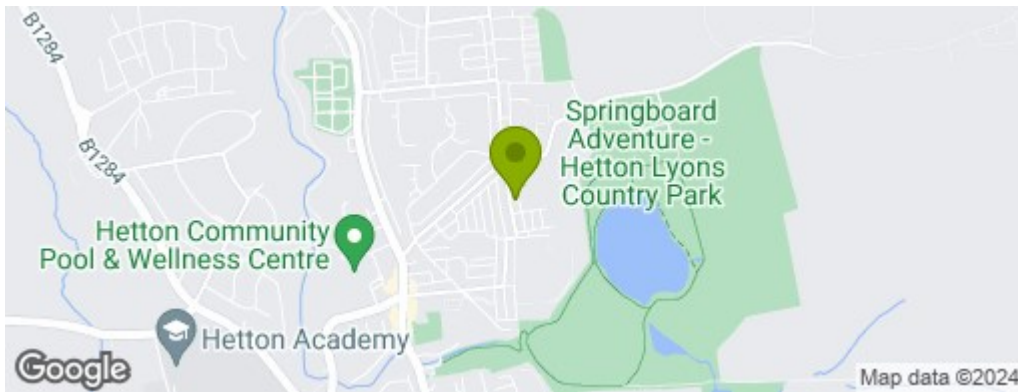 B1284
B1284
Springboard
Adventure -
Hetton Lyons
Country Park
Hetton Community
Pool & Wellness Centre
Hetton Academy
Google
Map data ©2024